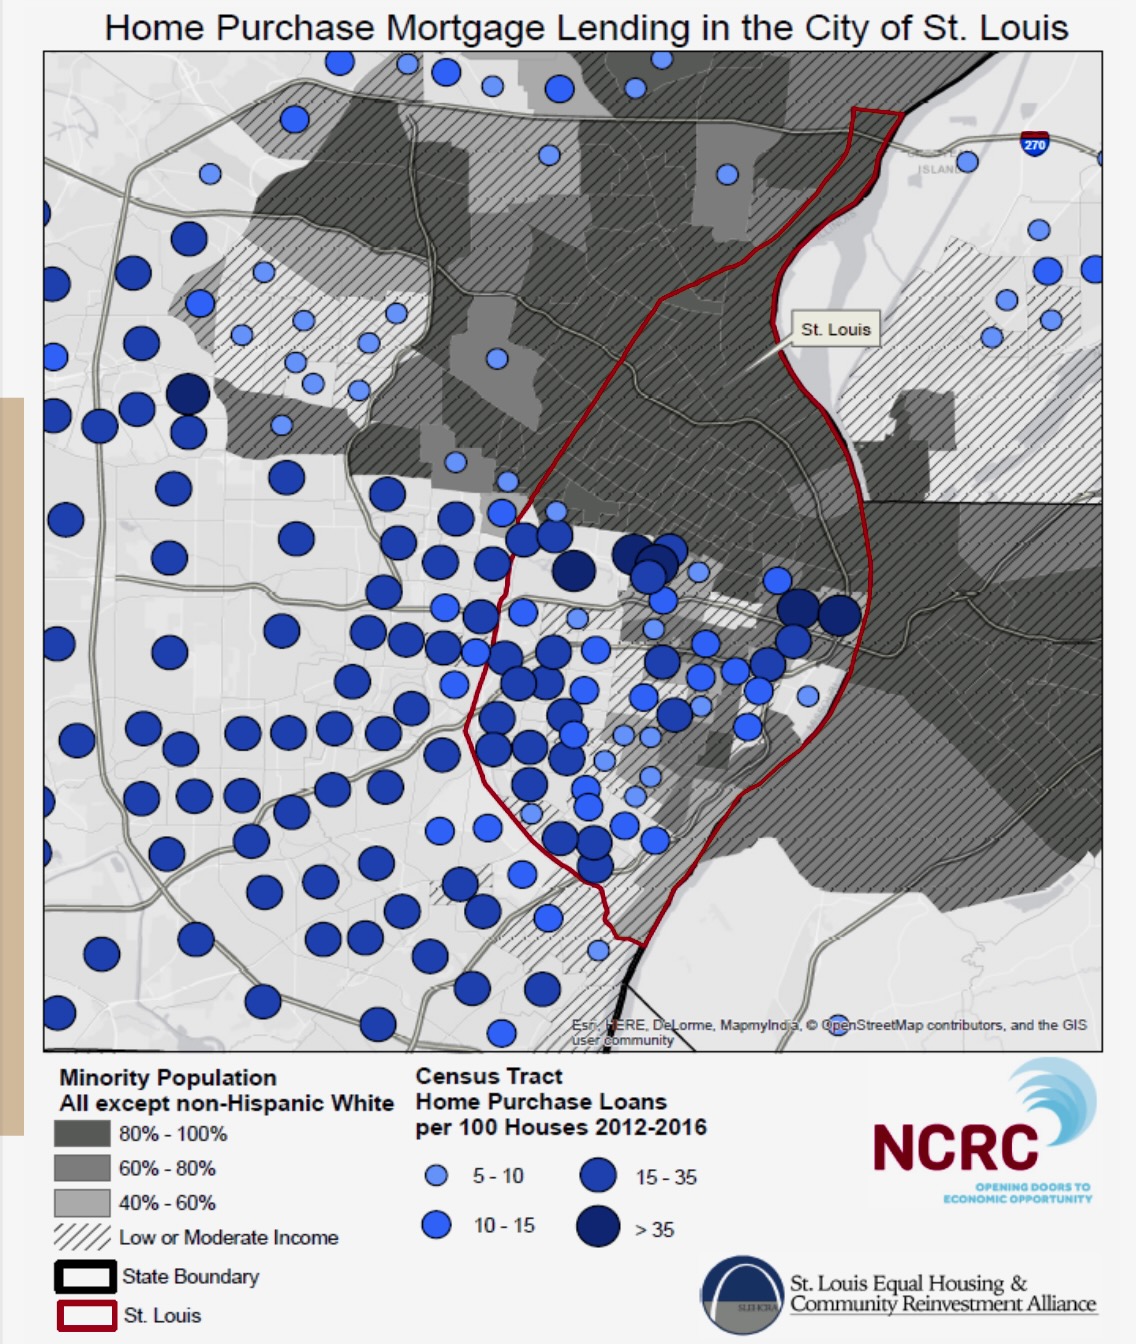 Home Purchase Mortgage Lending in the City of St. Louis
270
ISLAND
St. Louis
Esri, HERE, DeLorme, MapmyIndia, © OpenStreetMap contributors, and the GIS
user community
Minority Population
All except non-Hispanic White
80% - 100%
60% - 80%
40% - 60%
Low or Moderate Income
State Boundary
St. Louis
Census Tract
Home Purchase Loans
per 100 Houses 2012-2016
5 - 10
15 - 35
10 - 15
> 35
NCRC
OPENING DOORS TO
ECONOMIC OPPORTUNITY
SLEHCRA
St. Louis Equal Housing &
Community Reinvestment Alliance